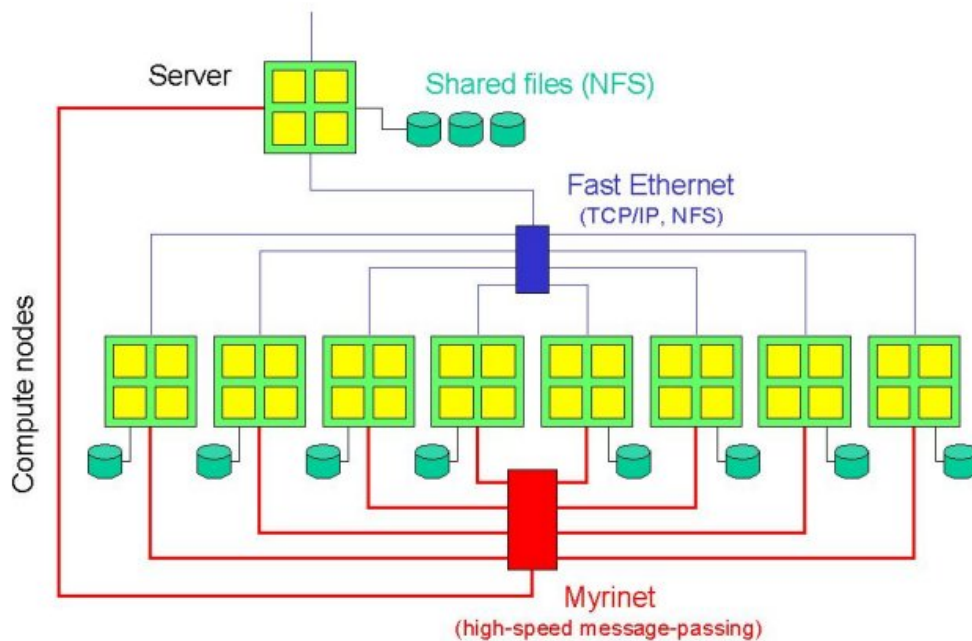 Server
Shared files (NFS)
Fast Ethernet
(TCP/IP, NFS)
Compute nodes
Myrinet
(high-speed message-passing)